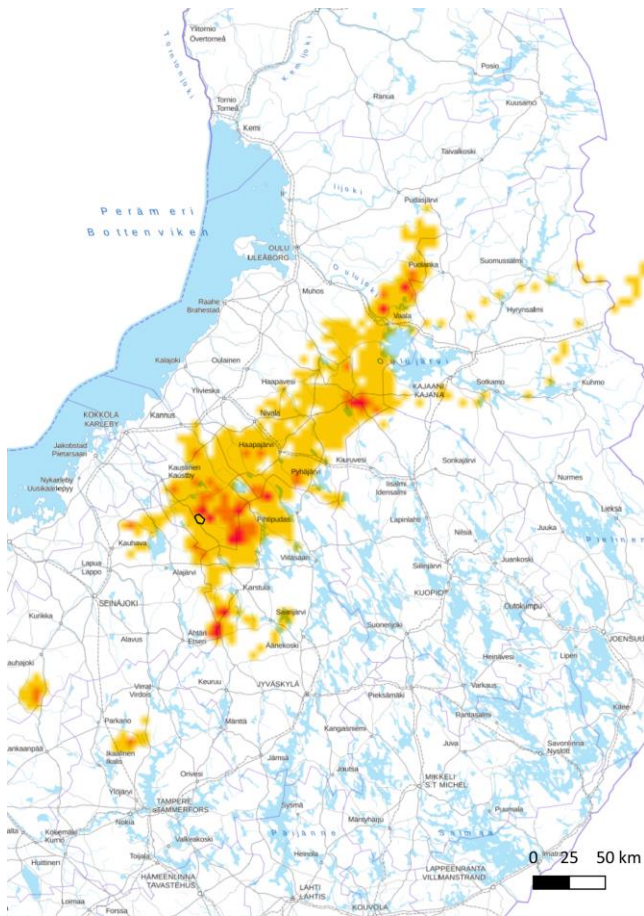 Ylitornio
Övertorneå
Tornionjoki
Kemijoki
Posio
Ranua
Kuusamo
Tornio
Torneå
Kemi
Taivalkoski
Iijoki
Pudasjärvi
Perämeri
Bottenviken
OULU
ULEÅBORG
Oulujoki
Puolanka
Suomussalmi
Muhos
Raahe
Brahestad
Vaala
Hyrynsalmi
Kalajoki
Oulainen
Oulujärvi
Haapavesi
Ylivieska
KAJAANI
KAJANA
Sotkamo
Kuhmo
KOKKOLA
KARLEBY
Kannus
Nivala
Jakobstad
Pietarsaari
Haapajärvi
Kiuruvesi
Sonkajärvi
Kaustinen
Kaustby
Pyhäjärvi
Iisalmi
Idensalmi
Nurmes
Nykarleby
Uusikaarlepyy
Lieksa
Pihtipudas
Lapinlahti
Nilsiä
Juuka
Kauhava
Viitasaari
Lapua
Lappo
Alajärvi
Siilinjärvi
Juankoski
Karstula
KUOPIO
SEINÄJOKI
Saarijärvi
Outokumpu
Kurikka
Suonenjoki
Alavus
Ähtäri
Etseri
Äänekoski
JOENSUU
Heinävesi
Liperi
Keuruu
JYVÄSKYLÄ
Virrat
Virdois
Pieksämäki
Varkaus
Parkano
Mänttä
Kangasniemi
Rantasalmi
Ikaalinen
Ikalis
Jämsä
Juva
Savonlinna
Nyslott
Orivesi
Joutsa
MIKKELI
S:T MICHEL
Ylöjärvi
TAMPERE
TAMMERFORS
Sysmä
Puumala
Nokia
Mäntyharju
Kokemäki
Kumo
Valkeakoski
Päijänne
Saimaa
Huittinen
Toijala
Heinola
Imatra
0 25 50 km
HÄMEENLINNA
TAVASTEHUS
LAPPEENRANTA
VILLMANSTRAND
LAHTI
LAHTIS
Loimaa
Forssa
KOUVOLA